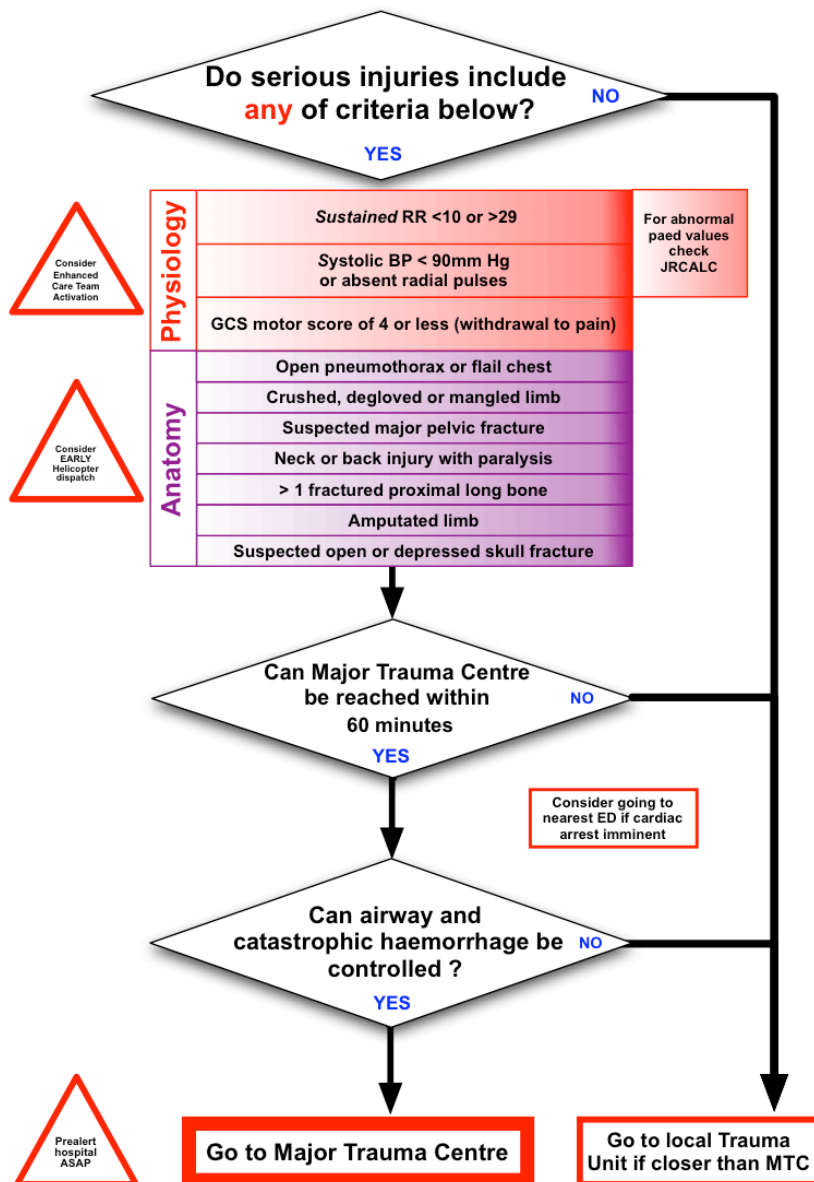 Do serious injuries include
any of criteria below?
NO
YES
Consider
Enhanced
Care Team
Activation
Physiology
Sustained RR <10 or >29
Systolic BP < 90mm Hg
or absent radial pulses
GCS motor score of 4 or less (withdrawal to pain)
For abnormal
paed values
check
JRCALC
Consider
EARLY
Helicopter
dispatch
Anatomy
Open pneumothorax or flail chest
Crushed, degloved or mangled limb
Suspected major pelvic fracture
Neck or back injury with paralysis
> 1 fractured proximal long bone
Amputated limb
Suspected open or depressed skull fracture
Can Major Trauma Centre
be reached within
60 minutes
NO
YES
Consider going to
nearest ED if cardiac
arrest imminent
Can airway and
catastrophic haemorrhage be
controlled ?
NO
YES
Prealert
hospital
ASAP
Go to Major Trauma Centre
Go to local Trauma
Unit if closer than MTC